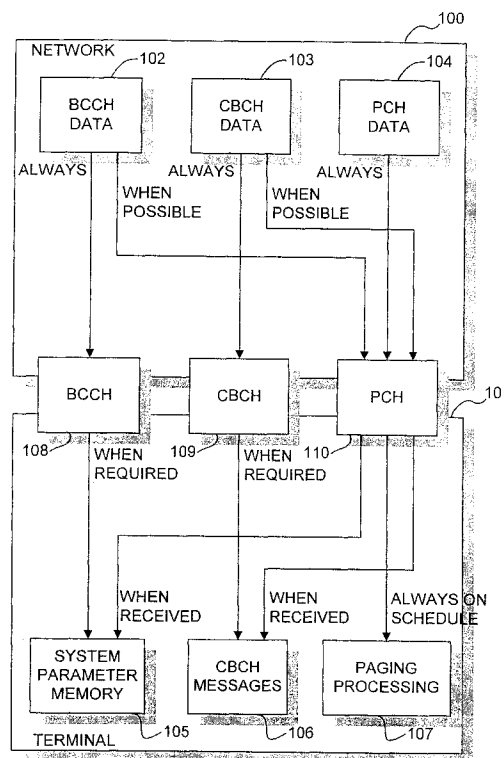 100
NETWORK
102
103
104
BCCH
DATA
CBCH
DATA
PCH
DATA
ALWAYS
WHEN
POSSIBLE
ALWAYS
WHEN
POSSIBLE
ALWAYS
BCCH
CBCH
PCH
10
108
109
110
WHEN
REQUIRED
WHEN
REQUIRED
WHEN
RECEIVED
WHEN
RECEIVED
ALWAYS ON
SCHEDULE
SYSTEM
PARAMETER
MEMORY
CBCH
MESSAGES
PAGING
PROCESSING
105
106
107
TERMINAL